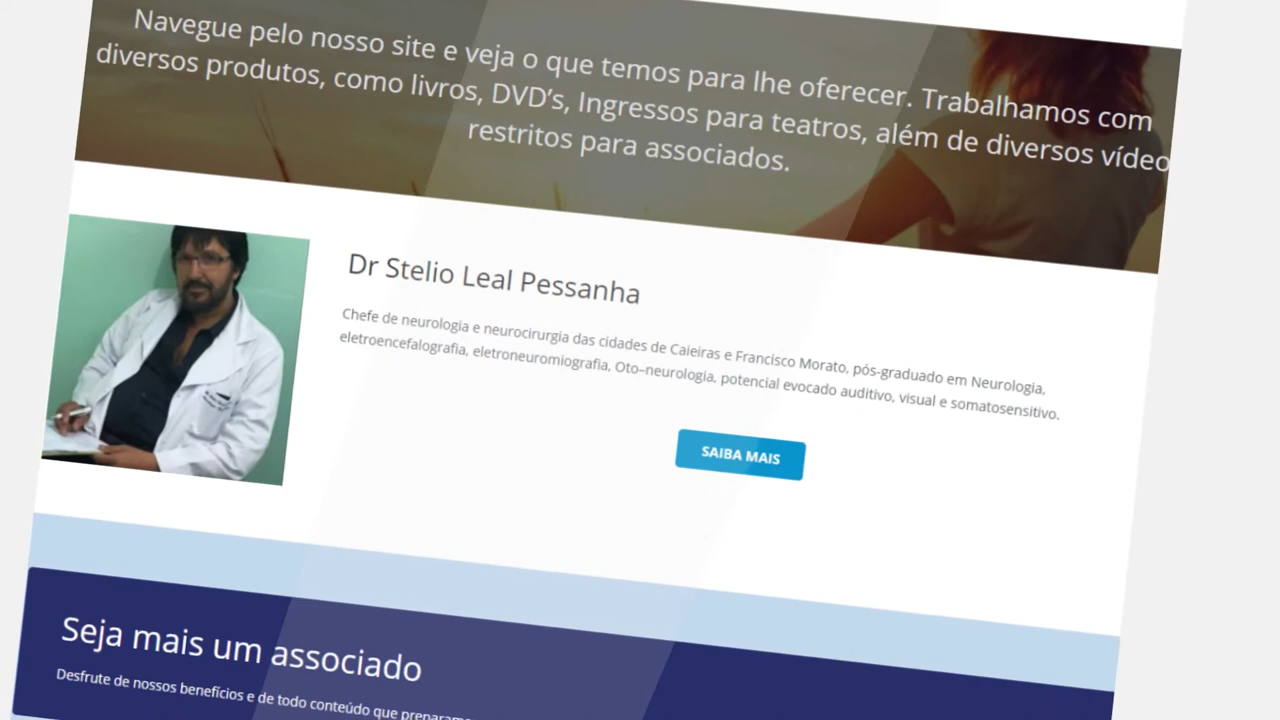 Navegue pelo nosso site e veja o que temos para lhe oferecer. Trabalhamos com
diversos produtos, como livros, DVD’s, Ingressos para teatros, além de diversos vídeo
restritos para associados.
Dr Stelio Leal Pessanha
Chefe de neurologia e neurocirurgia das cidades de Caieiras e Francisco Morato, pós-graduado em Neurologia,
eletroencefalografia, eletroneuromiografia, Oto–neurologia, potencial evocado auditivo, visual e somatosensitivo.
SAIBA MAIS
Seja mais um associado
Desfrute de nossos benefícios e de todo conteúdo que